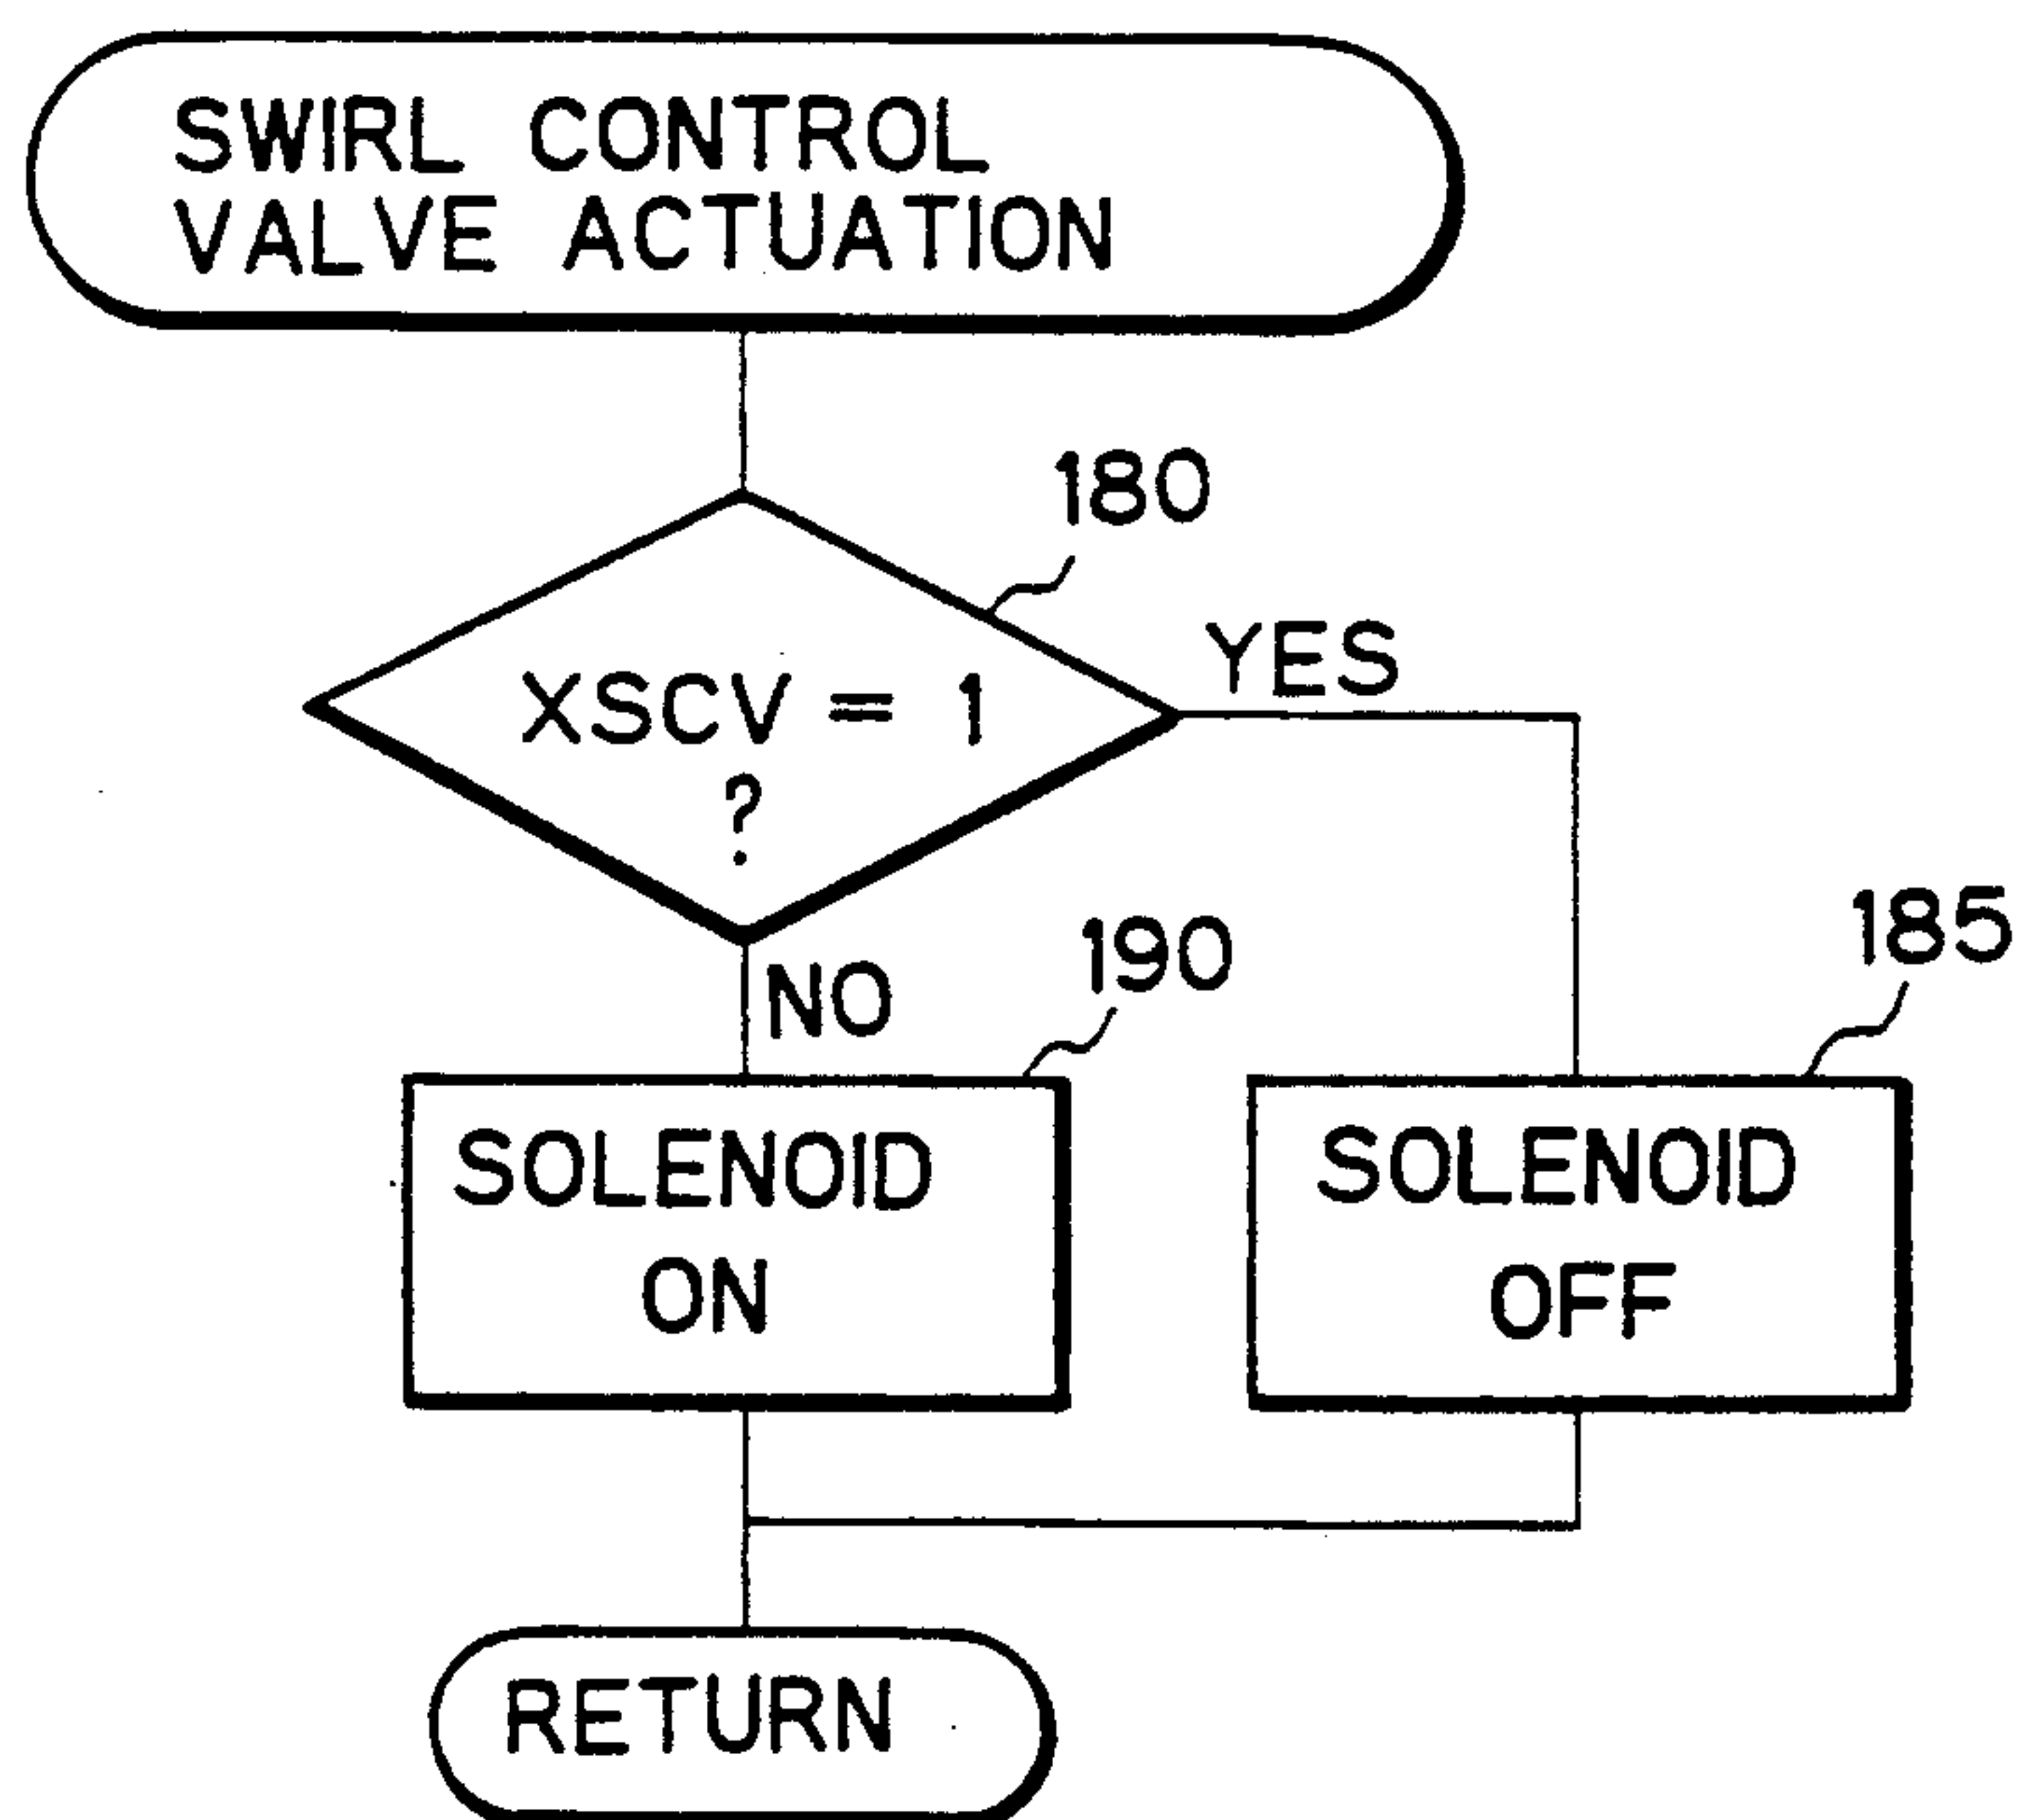 SWIRL CONTROL
VALVE ACTUATION
180
XSCV = 1
?
YES
NO
190
185
SOLENOID
ON
SOLENOID
OFF
RETURN